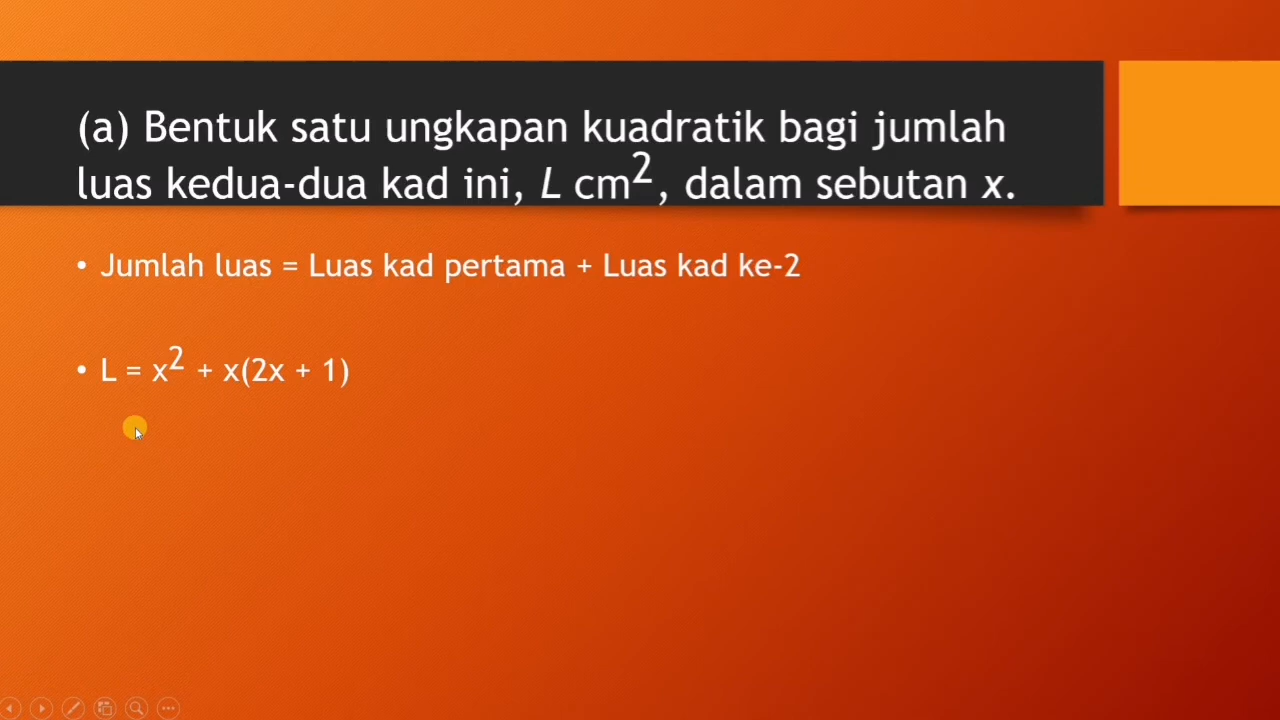 (a) Bentuk satu ungkapan kuadratik bagi jumlah
luas kedua-dua kad ini, L cm², dalam sebutan x.
• Jumlah luas = Luas kad pertama + Luas kad ke-2
• L = x² + x(2x + 1)